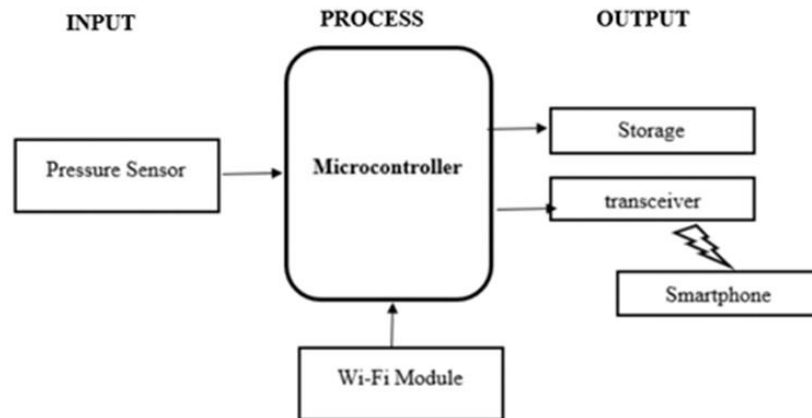 INPUT
PROCESS
OUTPUT
Pressure Sensor
Microcontroller
Storage
transceiver
Smartphone
Wi-Fi Module